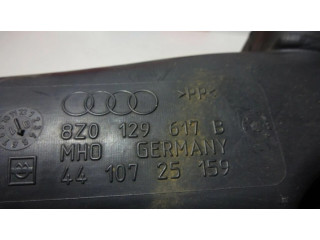 >PP<
8Z0 129 617 B
MHO GERMANY
44 107 25 159